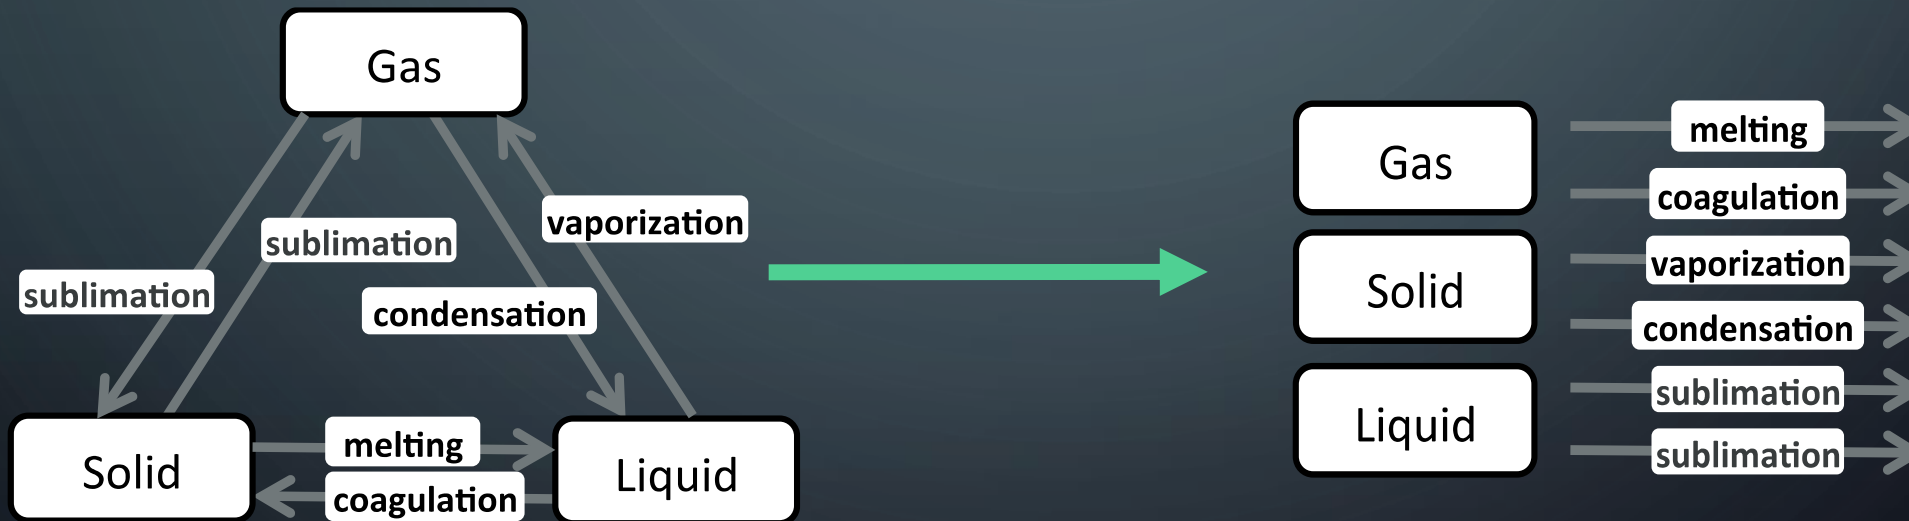 Gas
vaporization
sublimation
sublimation
condensation
melting
Solid
Liquid
coagulation
Gas
Solid
Liquid
melting
coagulation
vaporization
condensation
sublimation
sublimation